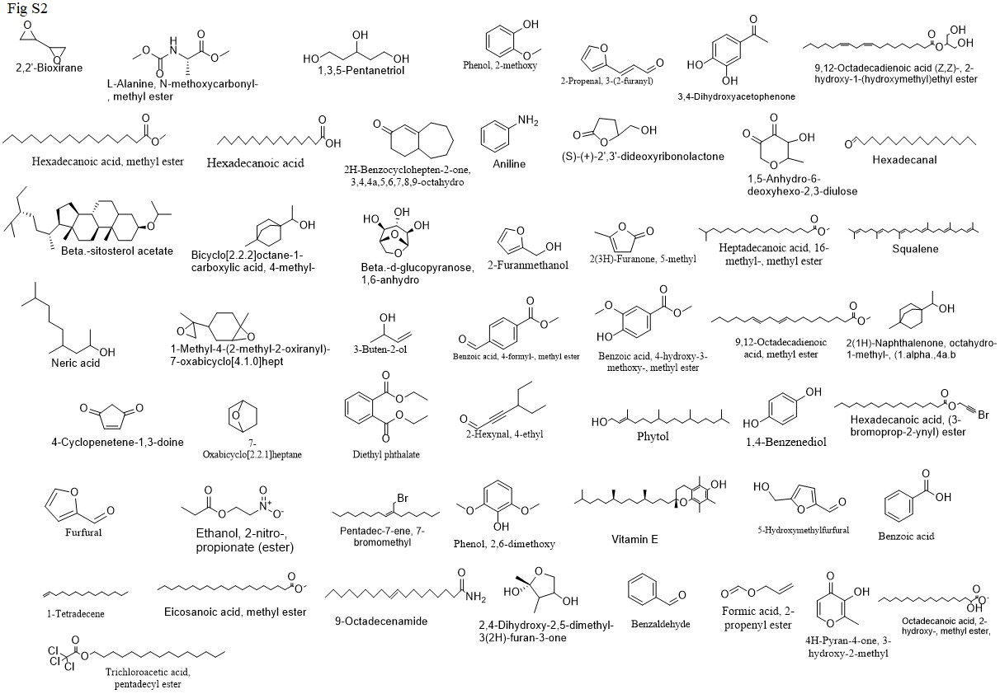 Fig S2
2,2'-Bioxirane
L-Alanine, N-methoxycarbonyl-
, methyl ester
1,3,5-Pentanetriol
Phenol, 2-methoxy
2-Propenal, 3-(2-furanyl)
3,4-Dihydroxyacetophenone
9,12-Octadecadienoic acid (Z,Z)-, 2-
hydroxy-1-(hydroxymethyl)ethyl ester
Hexadecanoic acid, methyl ester
Hexadecanoic acid
2H-Benzocyclohepten-2-one,
3,4,4a,5,6,7,8,9-octahydro
Aniline
(S)-(+)-2',3'-dideoxyribonolactone
1,5-Anhydro-6-
deoxyhexo-2,3-diulose
Hexadecanal
Beta.-sitosterol acetate
Bicyclo[2.2.2]octane-1-
carboxylic acid, 4-methyl-
Beta.-d-glucopyranose,
1,6-anhydro
2-Furanmethanol
2(3H)-Furanone, 5-methyl
Heptadecanoic acid, 16-
methyl-, methyl ester
Squalene
Neric acid
1-Methyl-4-(2-methyl-2-oxiranyl)-
7-oxabicyclo[4.1.0]hept
3-Buten-2-ol
Benzoic acid, 4-formyl-, methyl ester
Benzoic acid, 4-hydroxy-3-
methoxy-, methyl ester
9,12-Octadecadienoic
acid, methyl ester
2(1H)-Naphthalenone, octahydro-
1-methyl-, (1.alpha.,4a.b
4-Cyclopenetene-1,3-doine
7-
Oxabicyclo[2.2.1]heptane
Diethyl phthalate
2-Hexynal, 4-ethyl
Phytol
1,4-Benzenediol
Hexadecanoic acid, (3-
bromoprop-2-ynyl) ester
Furfural
Ethanol, 2-nitro-,
propionate (ester)
Pentadec-7-ene, 7-
bromomethyl
Phenol, 2,6-dimethoxy
Vitamin E
5-Hydroxymethylfurfural
Benzoic acid
1-Tetradecene
Eicosanoic acid, methyl ester
9-Octadecenamide
2,4-Dihydroxy-2,5-dimethyl-
3(2H)-furan-3-one
Benzaldehyde
Formic acid, 2-
propenyl ester
4H-Pyran-4-one, 3-
hydroxy-2-methyl
Octadecanoic acid, 2-
hydroxy-, methyl ester,
Trichloroacetic acid,
pentadecyl ester